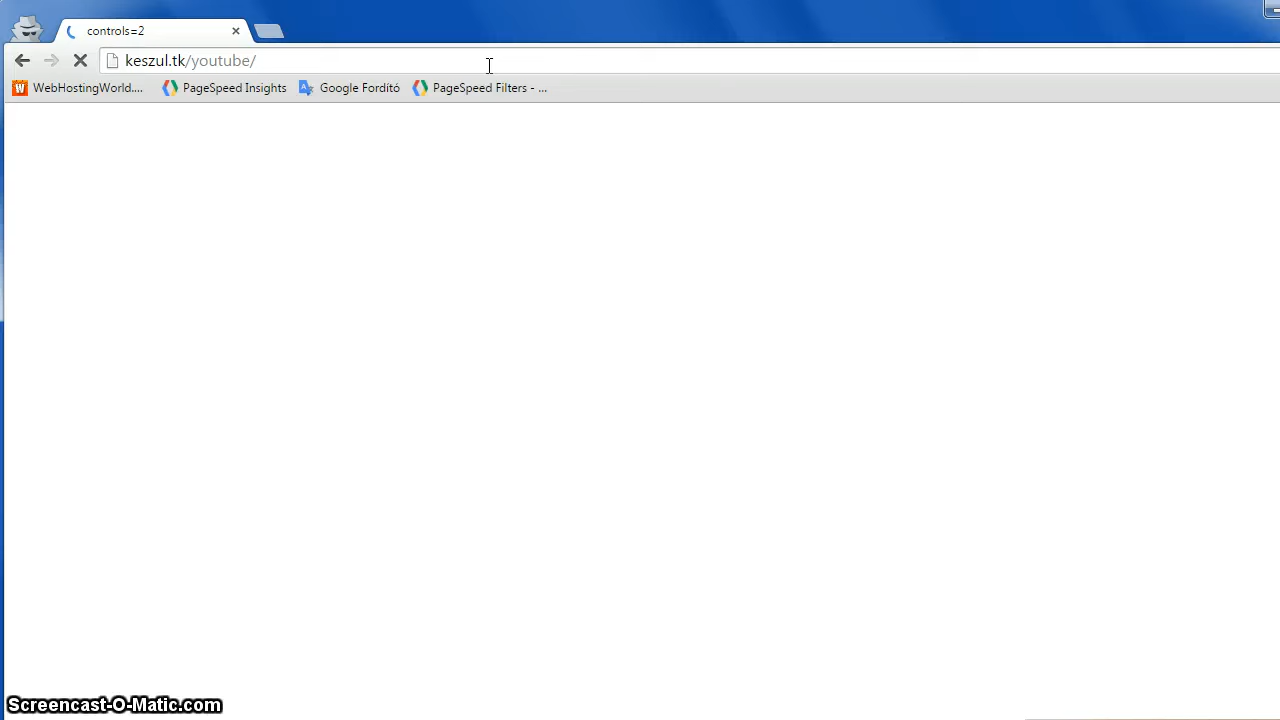 controls=2
keszul.tk/youtube/
WebHostingWorld.... PageSpeed Insights Google Fordító PageSpeed Filters - ...
Screencast-O-Matic.com